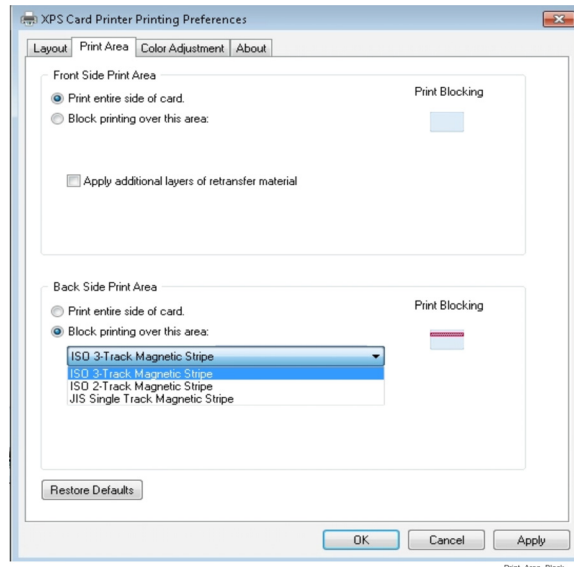 XPS Card Printer Printing Preferences
Layout Print Area Color Adjustment About
Front Side Print Area
Print entire side of card.
Print Blocking
Block printing over this area:
Apply additional layers of retransfer material
Back Side Print Area
Print entire side of card.
Print Blocking
Block printing over this area:
ISO 3-Track Magnetic Stripe
ISO 3-Track Magnetic Stripe
ISO 2-Track Magnetic Stripe
JIS Single Track Magnetic Stripe
Restore Defaults
OK Cancel Apply